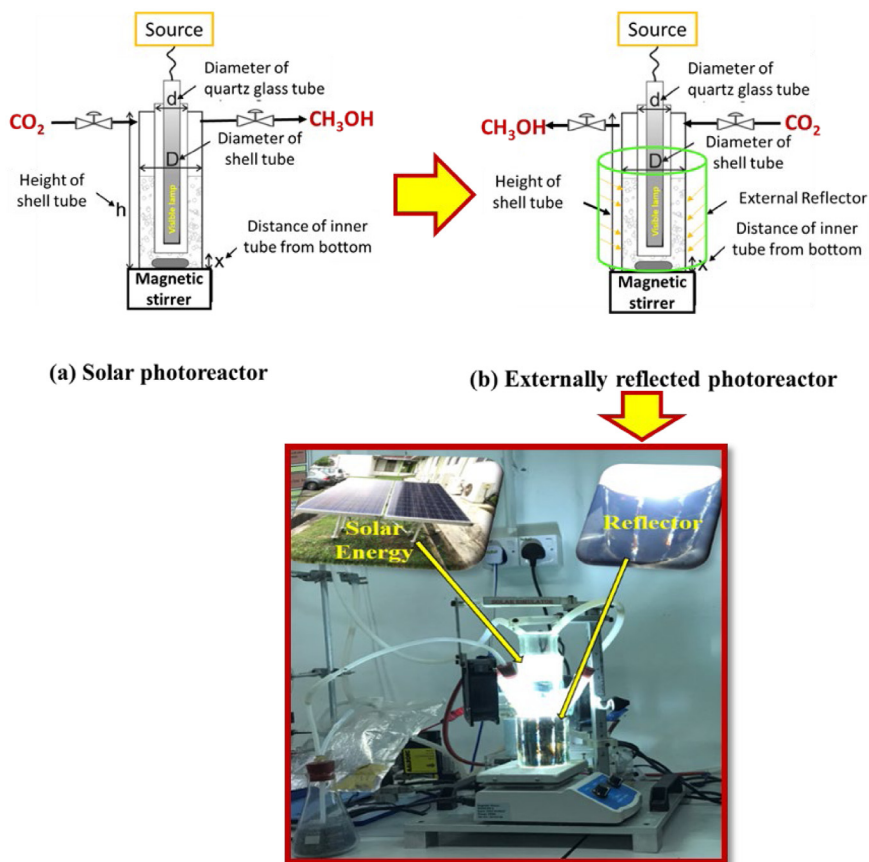 Source
Diameter of
quartz glass tube
d
CO2
CH3OH
D
Diameter of
shell tube
Height of
shell tube
h
Visible lamp
Distance of inner
tube from bottom
x
Magnetic
stirrer
(a) Solar photoreactor
Source
Diameter of
quartz glass tube
d
CH3OH
CO2
D
Diameter of
shell tube
Height of
shell tube
Visible lamp
External Reflector
Distance of inner
tube from bottom
x
Magnetic
stirrer
(b) Externally reflected photoreactor
Solar
Energy
Reflector